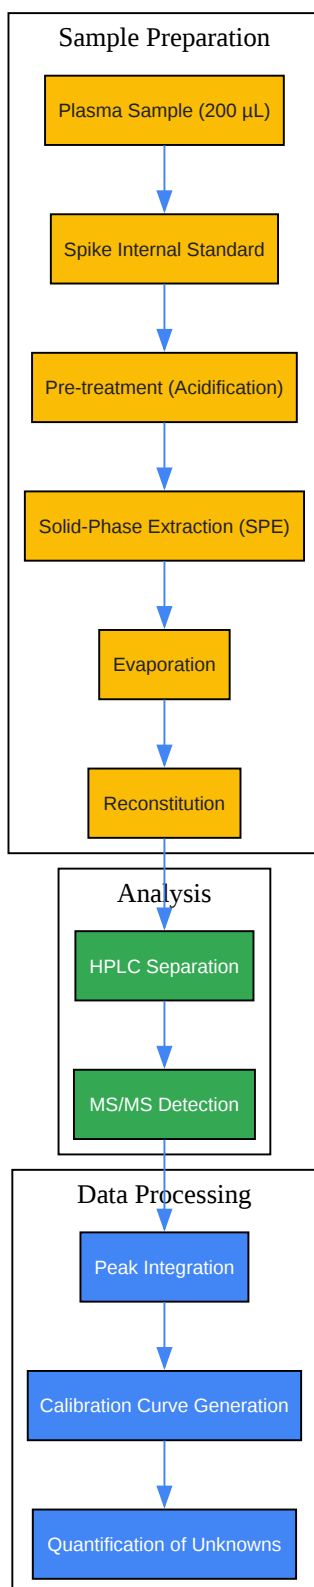 Sample Preparation
Plasma Sample (200 µL)
Spike Internal Standard
Pre-treatment (Acidification)
Solid-Phase Extraction (SPE)
Evaporation
Reconstitution
Analysis
HPLC Separation
MS/MS Detection
Data Processing
Peak Integration
Calibration Curve Generation
Quantification of Unknowns